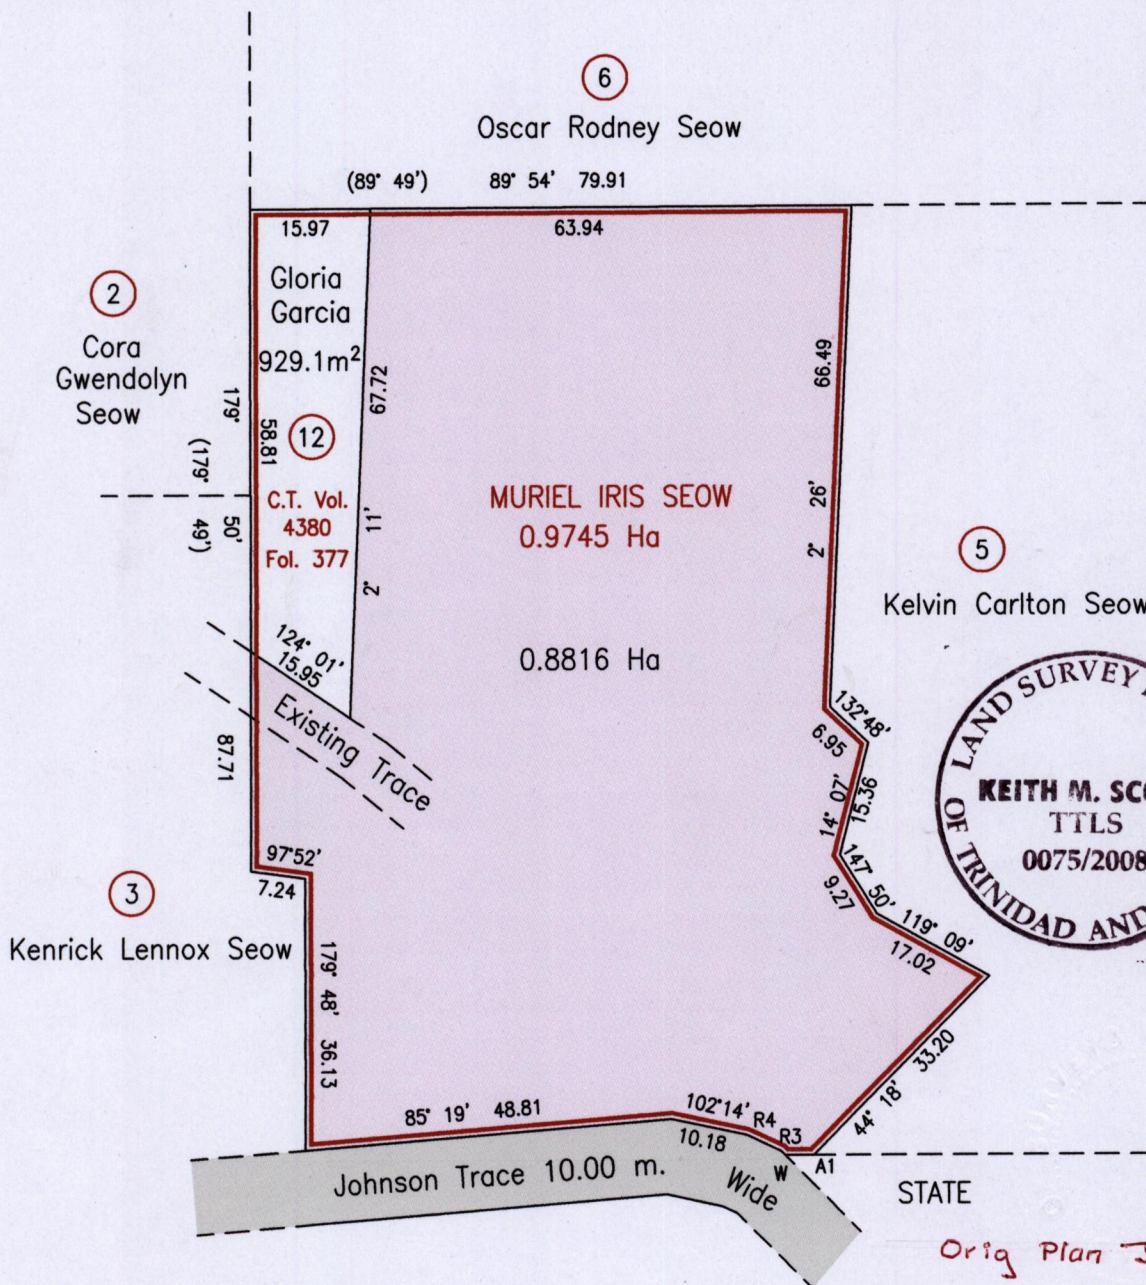 6
Oscar Rodney Seow
(89° 49') 89° 54' 79.91
15.97
63.94
Gloria
Garcia
929.1m²
2
Cora
Gwendolyn
Seow
179° 50'
(179° 49')
58.81
12
C.T. Vol.
4380
Fol. 377
67.72
2° 11'
MURIEL IRIS SEOW
0.9745 Ha
0.8816 Ha
66.49
2° 26'
5
Kelvin Carlton Seow
124° 01'
15.95
Existing Trace
87.71
132°48'
6.95
14° 07'
15.36
147° 50'
9.27
119° 09'
17.02
LAND SURVEY
OF TRINIDAD AND
KEITH M.
TTLS
0075/2008
97°52'
7.24
3
Kenrick Lennox Seow
179° 48' 36.13
33.20
44° 18'
85° 19' 48.81
102°14'
10.18
R4
R3
W
A1
Johnson Trace 10.00 m. Wide
STATE
Orig Plan